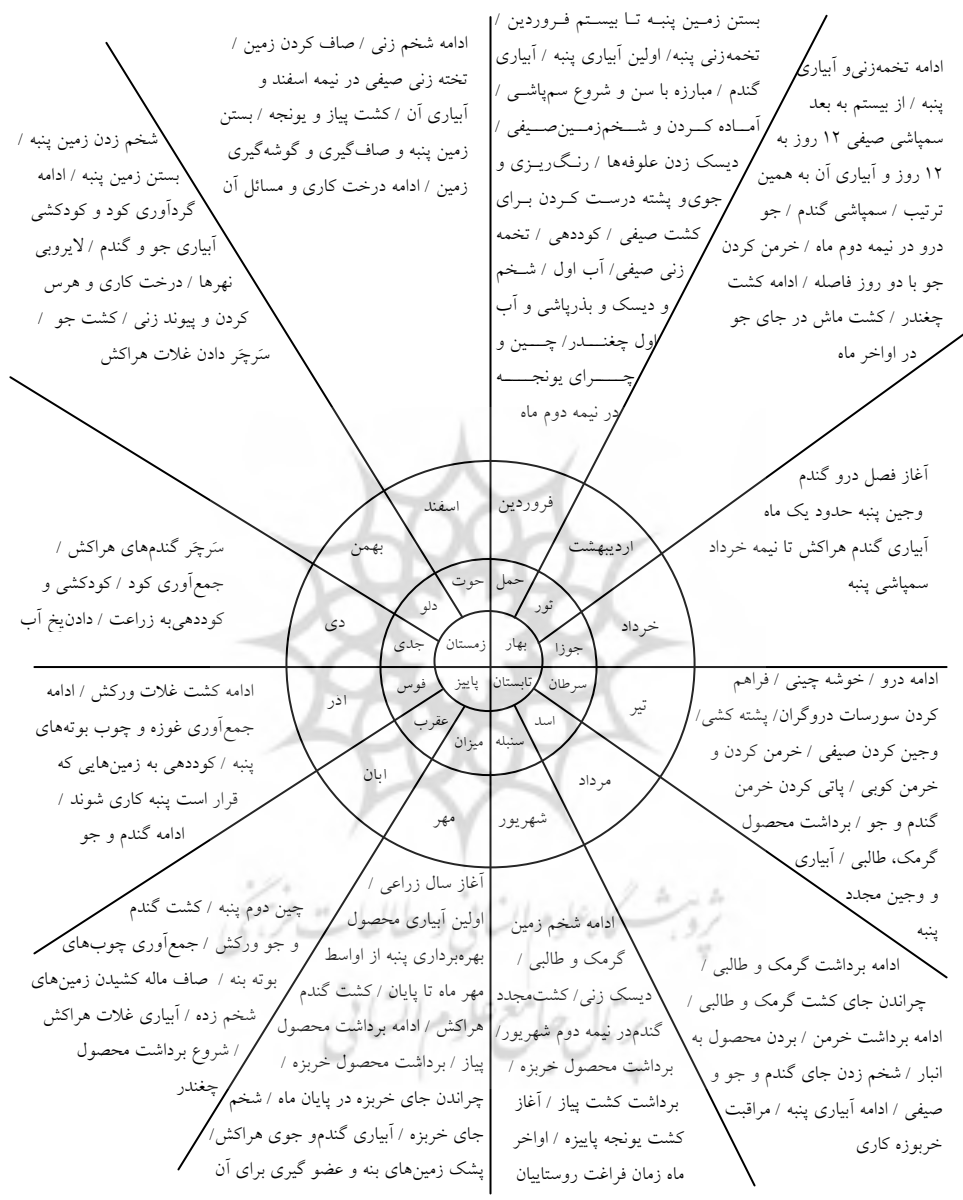 بستن زمین پنبه تا بیستم فروردین /
تخمه‌زنی پنبه/ اولین آبیاری پنبه / آبیاری
گندم / مبارزه با سن و شروع سم‌پاشی /
آماده کردن و شخم‌زمین‌صیفی /
دیسک زدن علوفه‌ها / رنگ‌ریزی و
جوی‌و پشته درست کردن برای
کشت صیفی / کوددهی / تخمه
زنی صیفی/ آب اول / شخم
و دیسک و بذرپاشی و آب
اول چغندر/ چین و
چرای یونجه
در نیمه دوم ماه
ادامه تخمه‌زنی‌و آبیاری
پنبه / از بیستم به بعد
سمپاشی صیفی ۱۲ روز به
۱۲ روز و آبیاری آن به همین
ترتیب / سمپاشی گندم / جو
درو در نیمه دوم ماه / خرمن کردن
جو با دو روز فاصله / ادامه کشت
چغندر / کشت ماش در جای جو
در اواخر ماه
آغاز فصل درو گندم
وجین پنبه حدود یک ماه
آبیاری گندم هراکش تا نیمه خرداد
سمپاشی پنبه
ادامه درو / خوشه چینی / فراهم
کردن سورسات دروگران/ پشته کشی/
وجین کردن صیفی / خرمن کردن و
خرمن کوبی / پاتی کردن خرمن
گندم و جو / برداشت محصول
گرمک، طالبی / آبیاری
و وجین مجدد
پنبه
ادامه برداشت گرمک و طالبی /
چراندن جای کشت گرمک و طالبی /
ادامه برداشت خرمن / بردن محصول به
انبار / شخم زدن جای گندم و جو و
صیفی / ادامه آبیاری پنبه / مراقبت
خربوزه کاری
ادامه شخم زمین
گرمک و طالبی /
دیسک زنی/ کشت‌مجدد
گندم‌در نیمه دوم شهریور/
برداشت محصول خربزه /
برداشت کشت پیاز / آغاز
کشت یونجه پاییزه / اواخر
ماه زمان فراغت روستاییان
آغاز سال زراعی /
اولین آبیاری محصول
بهره‌برداری پنبه از اواسط
مهر ماه تا پایان / کشت گندم
هراکش / ادامه برداشت محصول
پیاز / برداشت محصول خربزه /
چراندن جای خربزه در پایان ماه / شخم
جای خربزه / آبیاری گندم‌و جوی هراکش/
پشک زمین‌های بنه و عضو گیری برای آن
چین دوم پنبه / کشت گندم
و جو ورکش / جمع‌آوری چوب‌های
بوته بنه / صاف ماله کشیدن زمین‌های
شخم زده / آبیاری غلات هراکش
/ شروع برداشت محصول
چغندر
ادامه کشت غلات ورکش / ادامه
جمع‌آوری غوزه و چوب بوته‌های
پنبه / کوددهی به زمین‌هایی که
قرار است پنبه کاری شوند /
ادامه گندم و جو
سَرچَر گندم‌های هراکش /
جمع‌آوری کود / کودکشی و
کوددهی‌به زراعت / دادن‌یخ آب
شخم زدن زمین پنبه /
بستن زمین پنبه / ادامه
گردآوری کود و کودکشی
آبیاری جو و گندم / لایروبی
نهرها / درخت کاری و هرس
کردن و پیوند زنی / کشت جو /
سَرچَر دادن غلات هراکش
ادامه شخم زنی / صاف کردن زمین /
تخته زنی صیفی در نیمه اسفند و
آبیاری آن / کشت پیاز و یونجه / بستن
زمین پنبه و صاف‌گیری و گوشه‌گیری
زمین / ادامه درخت کاری و مسائل آن
فروردین
اردیبهشت
خرداد
تیر
مرداد
شهریور
مهر
ابان
اذر
دی
بهمن
اسفند
حمل
ثور
جوزا
سرطان
اسد
سنبله
میزان
عقرب
قوس
جدی
دلو
حوت
بهار
تابستان
پاییز
زمستان
پژوهشگاه علوم انسانی و مطالعات فرهنگی
پرتال جامع علوم انسانی